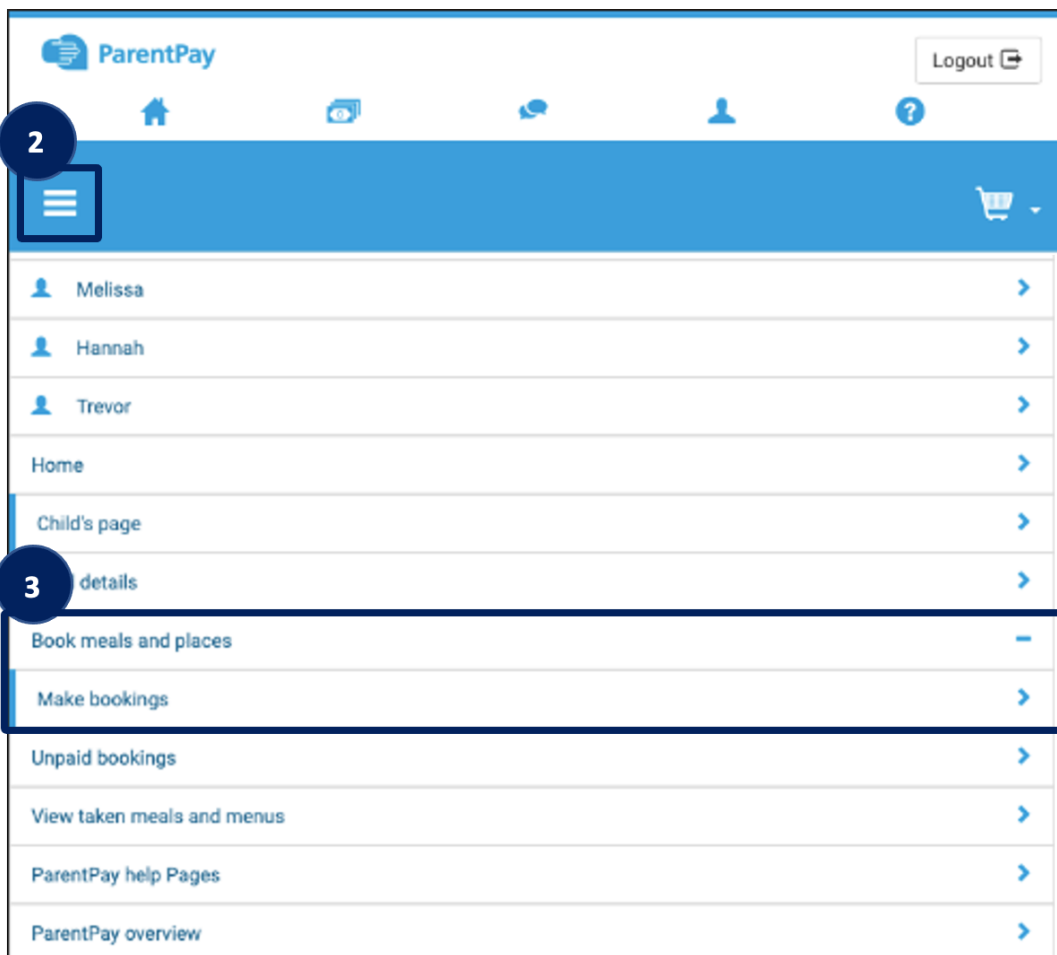 ParentPay
Logout
2
Melissa
Hannah
Trevor
Home
Child's page
3
details
Book meals and places
Make bookings
Unpaid bookings
View taken meals and menus
ParentPay help Pages
ParentPay overview